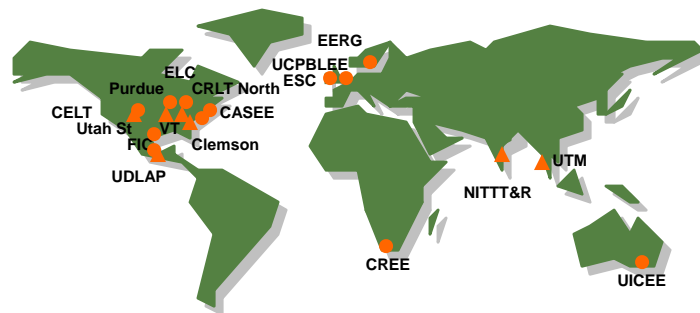 EERG
ELC
UCPBLEE
ESC
Purdue
CRLT North
CELT
CASEE
Utah St
VT
FIC
Clemson
UDLAP
NITTT&R
UTM
CREE
UICEE